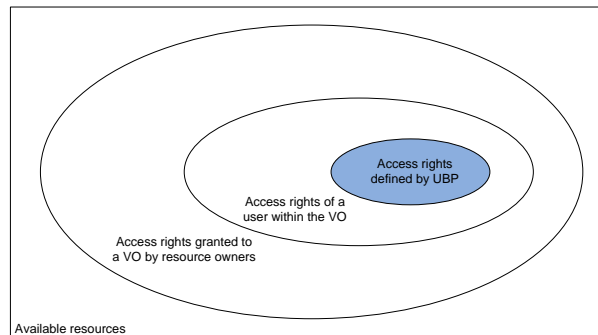 Access rights
defined by UBP
Access rights of a
user within the VO
Access rights granted to
a VO by resource owners
Available resources